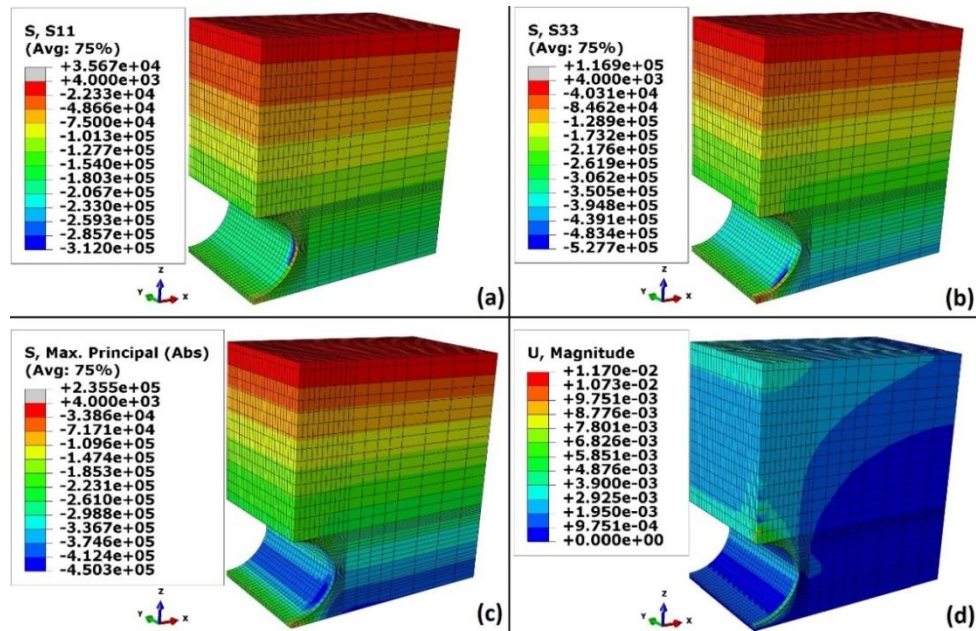 S, S11
(Avg: 75%)
+3.567e+04
+4.000e+03
-2.233e+04
-4.866e+04
-7.500e+04
-1.013e+05
-1.277e+05
-1.540e+05
-1.803e+05
-2.067e+05
-2.330e+05
-2.593e+05
-2.857e+05
-3.120e+05
Z
Y
X
(a)
S, S33
(Avg: 75%)
+1.169e+05
+4.000e+03
-4.031e+04
-8.462e+04
-1.289e+05
-1.732e+05
-2.176e+05
-2.619e+05
-3.062e+05
-3.505e+05
-3.948e+05
-4.391e+05
-4.834e+05
-5.277e+05
Z
Y
X
(b)
S, Max. Principal (Abs)
(Avg: 75%)
+2.355e+05
+4.000e+03
-3.386e+04
-7.171e+04
-1.096e+05
-1.474e+05
-1.853e+05
-2.231e+05
-2.610e+05
-2.988e+05
-3.367e+05
-3.746e+05
-4.124e+05
-4.503e+05
Z
Y
X
(c)
U, Magnitude
+1.170e-02
+1.073e-02
+9.751e-03
+8.776e-03
+7.801e-03
+6.826e-03
+5.851e-03
+4.876e-03
+3.900e-03
+2.925e-03
+1.950e-03
+9.751e-04
+0.000e+00
Z
Y
X
(d)